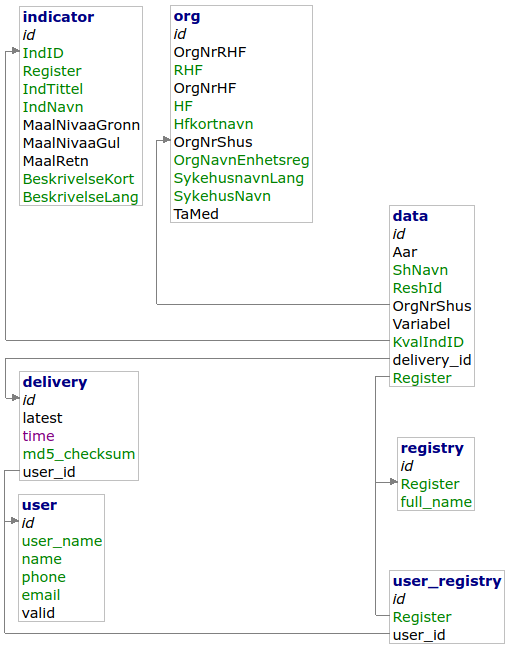 indicator
id
IndID
Register
IndTittel
IndNavn
MaalNivaaGronn
MaalNivaaGul
MaalRetn
BeskrivelseKort
BeskrivelseLang
org
id
OrgNrRHF
RHF
OrgNrHF
HF
Hfkortnavn
OrgNrShus
OrgNavnEnhetsreg
SykehusnavnLang
SykehusNavn
TaMed
data
id
Aar
ShNavn
ReshId
OrgNrShus
Variabel
KvalIndID
delivery_id
Register
delivery
id
latest
time
md5_checksum
user_id
registry
id
Register
full_name
user
id
user_name
name
phone
email
valid
user_registry
id
Register
user_id